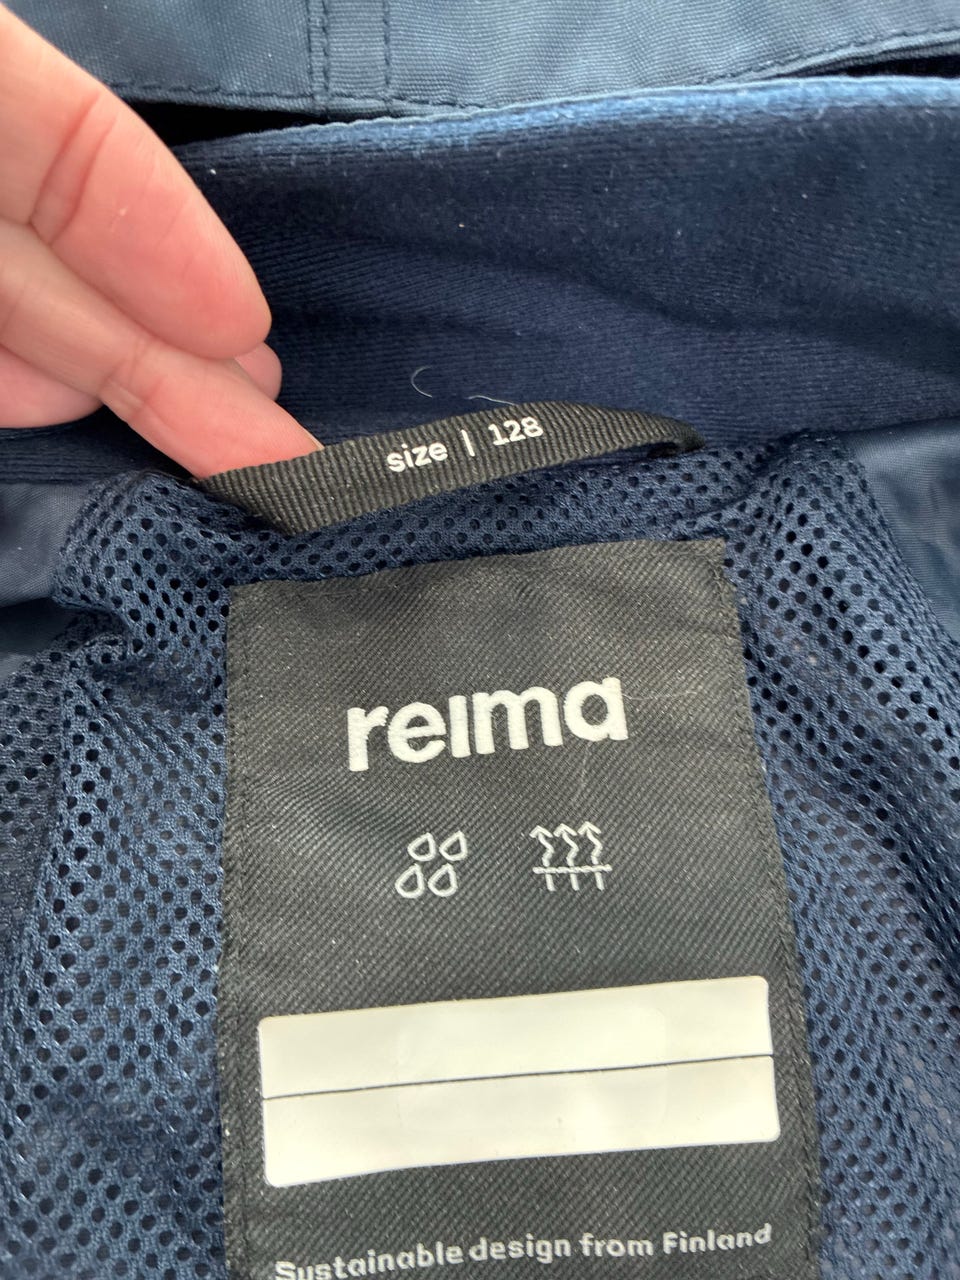 size | 128
reima
Sustainable design from Finland